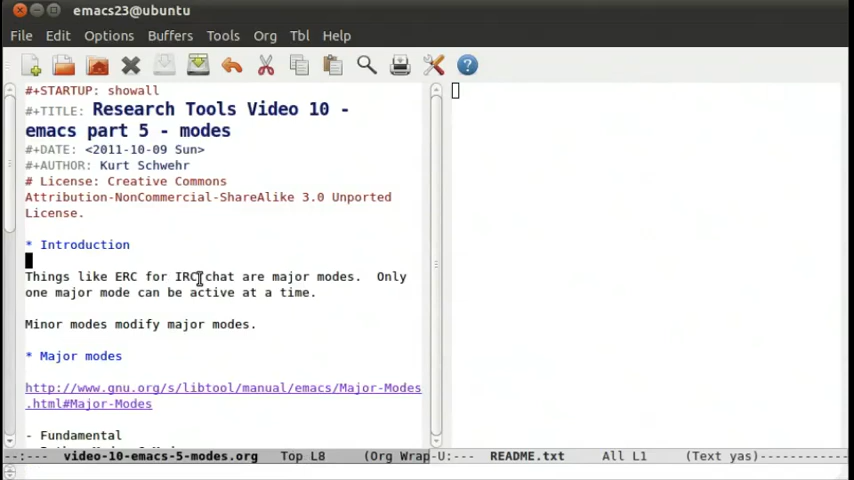 emacs23@ubuntu
File Edit Options Buffers Tools Org Tbl Help
#+STARTUP: showall
#+TITLE: Research Tools Video 10 -
emacs part 5 - modes
#+DATE: <2011-10-09 Sun>
#+AUTHOR: Kurt Schwehr
# License: Creative Commons
Attribution-NonCommercial-ShareAlike 3.0 Unported
License.
* Introduction
Things like ERC for IRC chat are major modes.  Only
one major mode can be active at a time.
Minor modes modify major modes.
* Major modes
http://www.gnu.org/s/libtool/manual/emacs/Major-Modes
.html#Major-Modes
- Fundamental
--:--- video-10-emacs-5-modes.org Top L8 (Org Wrap
-U:--- README.txt All L1 (Text yas)------------